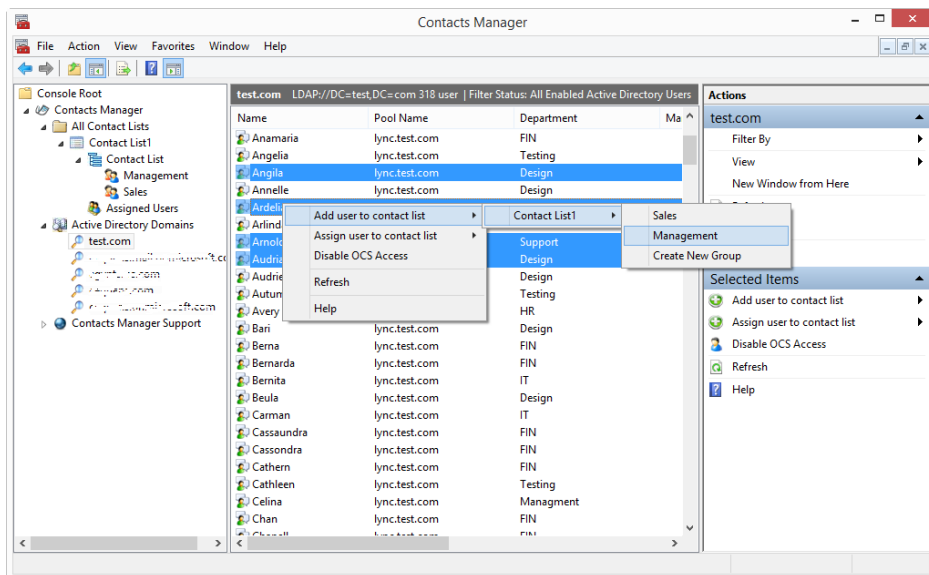 Contacts Manager
File Action View Favorites Window Help
Console Root
Contacts Manager
All Contact Lists
Contact List1
Contact List
Management
Sales
Assigned Users
Active Directory Domains
test.com
Contacts Manager Support
test.com LDAP://DC=test,DC=com 318 user | Filter Status: All Enabled Active Directory Users
Name Pool Name Department Ma
Anamaria lync.test.com FIN
Angelia lync.test.com Testing
Angila lync.test.com Design
Annelle lync.test.com Design
Ardelia
Arlind
Arnold Support
Audria Design
Audrie Design
Autum Testing
Avery HR
Bari lync.test.com Design
Berna lync.test.com FIN
Bernarda lync.test.com FIN
Bernita lync.test.com IT
Beula lync.test.com Design
Carman lync.test.com IT
Cassaundra lync.test.com FIN
Cassondra lync.test.com FIN
Cathern lync.test.com FIN
Cathleen lync.test.com Testing
Celina lync.test.com Managment
Chan lync.test.com FIN
Add user to contact list
Assign user to contact list
Disable OCS Access
Refresh
Help
Contact List1
Sales
Management
Create New Group
Actions
test.com
Filter By
View
New Window from Here
Selected Items
Add user to contact list
Assign user to contact list
Disable OCS Access
Refresh
Help